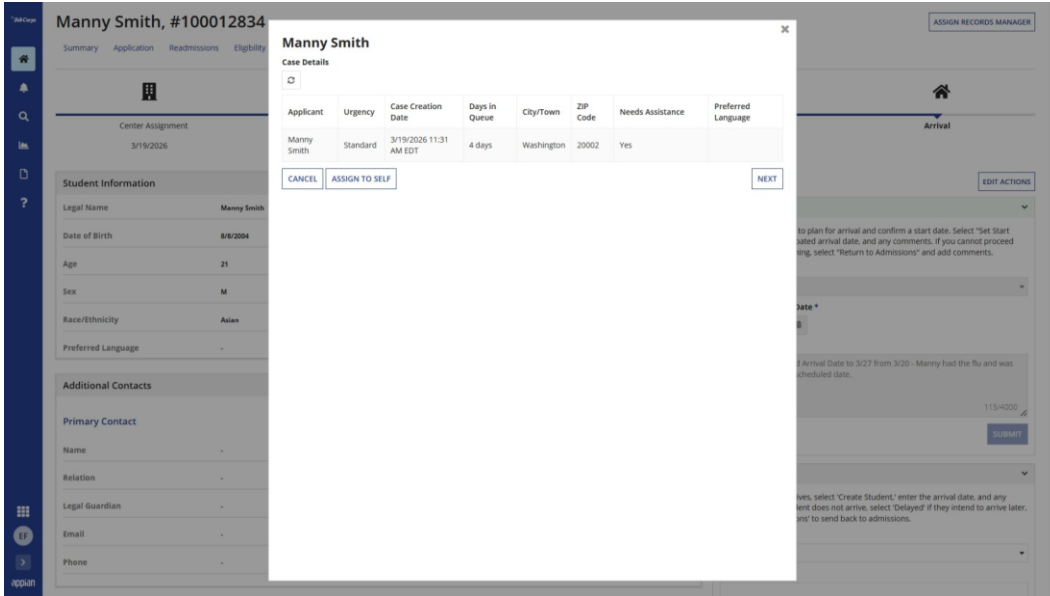 Job Corps
Manny Smith, #100012834
ASSIGN RECORDS MANAGER
Summary Application Readmissions Eligibility
Center Assignment
3/19/2026
Arrival
Manny Smith
Case Details
Applicant Urgency Case Creation Date Days in Queue City/Town ZIP Code Needs Assistance Preferred Language
Manny Smith Standard 3/19/2026 11:31 AM EDT 4 days Washington 20002 Yes
CANCEL ASSIGN TO SELF NEXT
Student Information
Legal Name Manny Smith
Date of Birth 8/8/2004
Age 21
Sex M
Race/Ethnicity Asian
Preferred Language -
Additional Contacts
Primary Contact
Name -
Relation -
Legal Guardian -
Email -
Phone -
EDIT ACTIONS
to plan for arrival and confirm a start date. Select "Set Start
pated arrival date, and any comments. If you cannot proceed
ning, select "Return to Admissions" and add comments.
Date *
d Arrival Date to 3/27 from 3/20 - Manny had the flu and was
scheduled date.
115/4000
SUBMIT
ives, select 'Create Student,' enter the arrival date, and any
dent does not arrive, select 'Delayed' if they intend to arrive later,
ons' to send back to admissions.
EF
appian